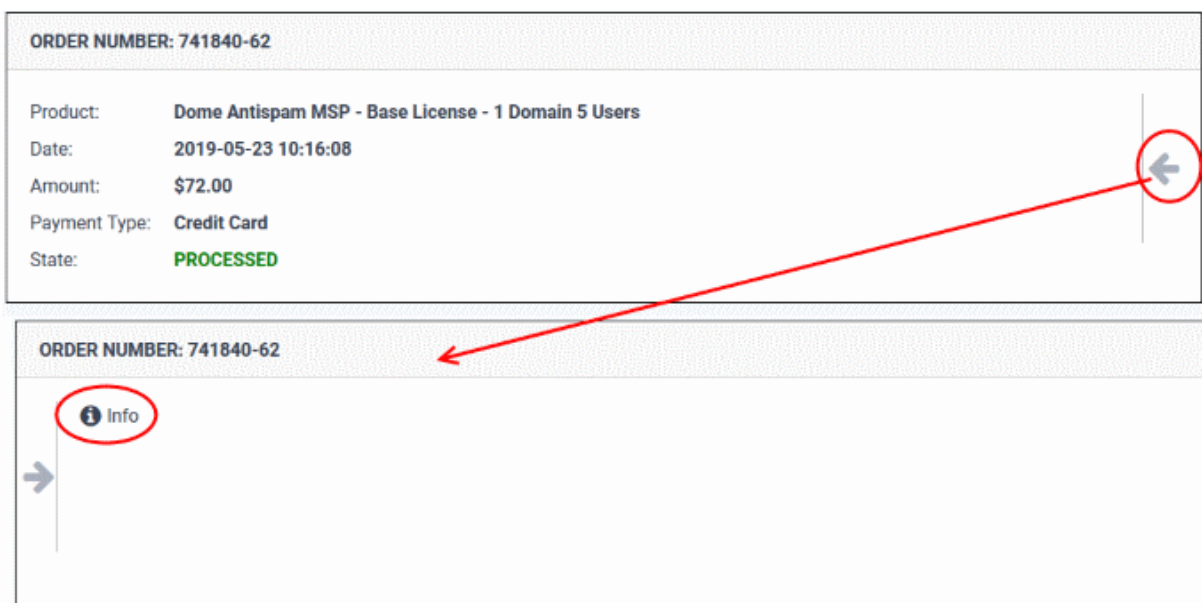 ORDER NUMBER: 741840-62
Product: Dome Antispam MSP - Base License - 1 Domain 5 Users
Date: 2019-05-23 10:16:08
Amount: $72.00
Payment Type: Credit Card
State: PROCESSED
ORDER NUMBER: 741840-62
Info